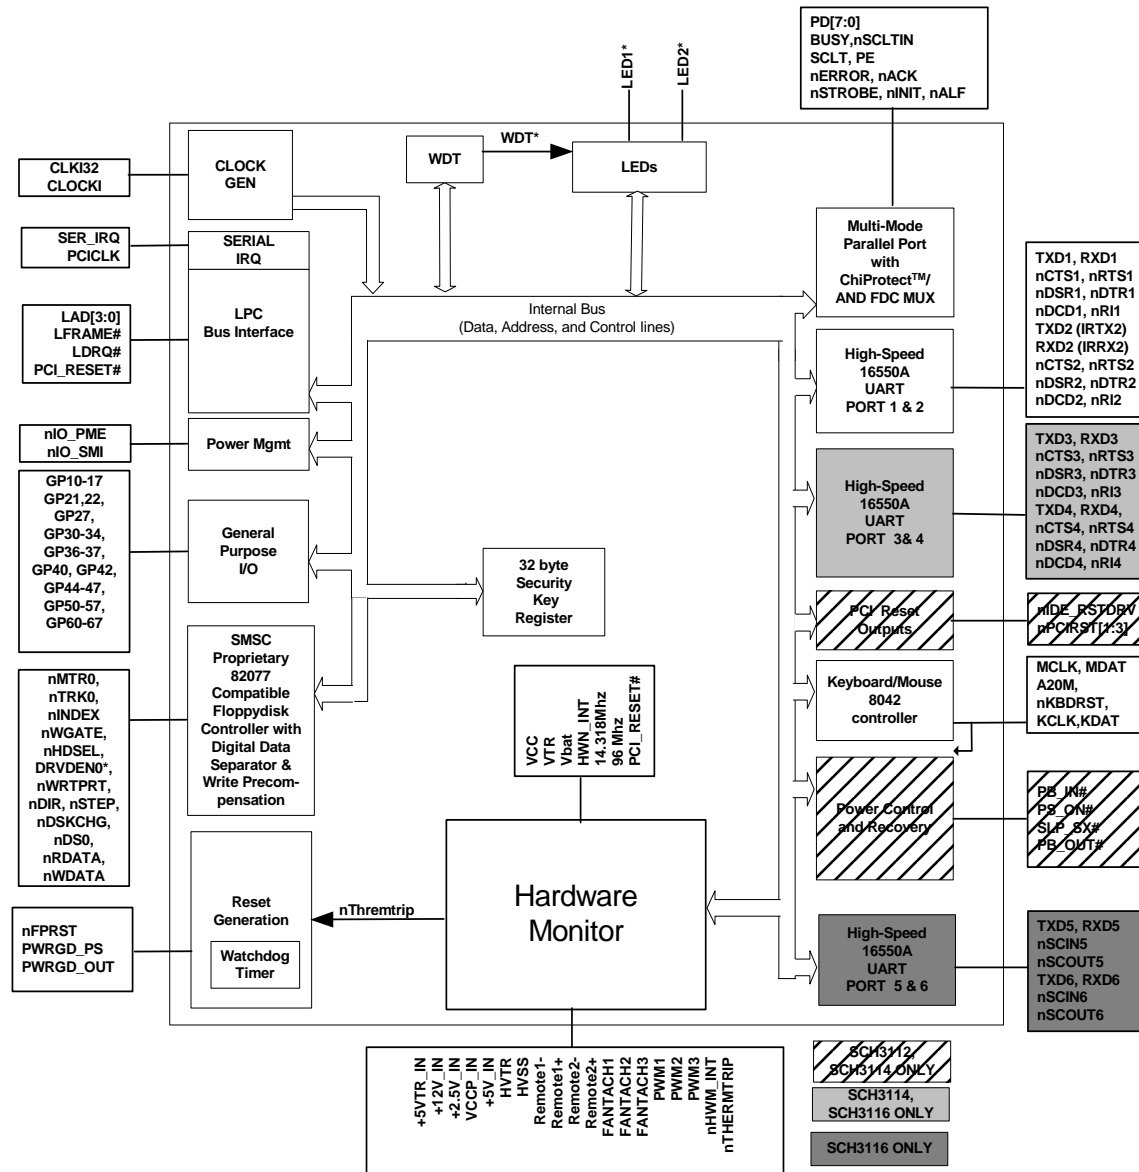 PD[7:0]
BUSY,nSCLTIN
SCLT, PE
nERROR, nACK
nSTROBE, nINIT, nALF
LED1*
LED2*
CLKI32
CLOCKI
CLOCK
GEN
WDT
WDT*
LEDs
SER_IRQ
PCICLK
SERIAL
IRQ
LAD[3:0]
LFRAME#
LDRQ#
PCI_RESET#
LPC
Bus Interface
Internal Bus
(Data, Address, and Control lines)
Multi-Mode
Parallel Port
with
ChiProtect™/
AND FDC MUX
TXD1, RXD1
nCTS1, nRTS1
nDSR1, nDTR1
nDCD1, nRI1
TXD2 (IRTX2)
RXD2 (IRRX2)
nCTS2, nRTS2
nDSR2, nDTR2
nDCD2, nRI2
High-Speed
16550A
UART
PORT 1 & 2
nIO_PME
nIO_SMI
Power Mgmt
High-Speed
16550A
UART
PORT 3& 4
TXD3, RXD3
nCTS3, nRTS3
nDSR3, nDTR3
nDCD3, nRI3
TXD4, RXD4,
nCTS4, nRTS4
nDSR4, nDTR4
nDCD4, nRI4
GP10-17
GP21,22,
GP27,
GP30-34,
GP36-37,
GP40, GP42,
GP44-47,
GP50-57,
GP60-67
General
Purpose
I/O
32 byte
Security
Key
Register
PCI Reset
Outputs
nIDE_RSTDRV
nPCIRST[1:3]
nMTR0,
nTRK0,
nINDEX
nWGATE,
nHDSEL,
DRVDEN0*,
nWRTPRT,
nDIR, nSTEP,
nDSKCHG,
nDS0,
nRDATA,
nWDATA
SMSC
Proprietary
82077
Compatible
Floppydisk
Controller with
Digital Data
Separator &
Write Precom-
pensation
VCC
VTR
Vbat
HWN_INT
14.318Mhz
96 Mhz
PCI_RESET#
Keyboard/Mouse
8042
controller
MCLK, MDAT
A20M,
nKBDRST,
KCLK,KDAT
Power Control
and Recovery
PB_IN#
PS_ON#
SLP_SX#
PB_OUT#
nFPRST
PWRGD_PS
PWRGD_OUT
Reset
Generation
Watchdog
Timer
nThremtrip
Hardware
Monitor
High-Speed
16550A
UART
PORT 5 & 6
TXD5, RXD5
nSCIN5
nSCOUT5
TXD6, RXD6
nSCIN6
nSCOUT6
+5VTR_IN
+12V_IN
+2.5V_IN
VCCP_IN
+5V_IN
HVTR
HVSS
Remote1-
Remote1+
Remote2-
Remote2+
FANTACH1
FANTACH2
FANTACH3
PWM1
PWM2
PWM3
nHWM_INT
nTHERMTRIP
SCH3112,
SCH3114 ONLY
SCH3114,
SCH3116 ONLY
SCH3116 ONLY